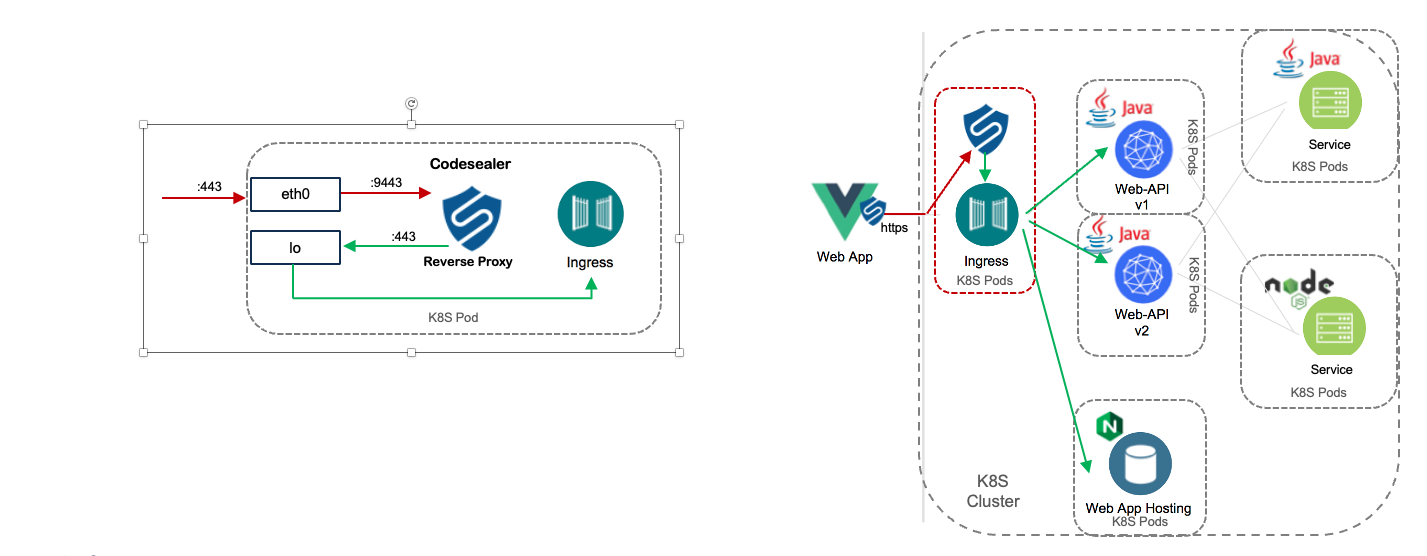 Codesealer
:443
eth0
:9443
lo
:443
Reverse Proxy
Ingress
K8S Pod
Web App
https
Ingress
K8S Pods
Java
Web-API
v1
K8S Pods
Java
Web-API
v2
K8S Pods
Java
Service
K8S Pods
node
JS
Service
K8S Pods
N
Web App Hosting
K8S Pods
K8S
Cluster